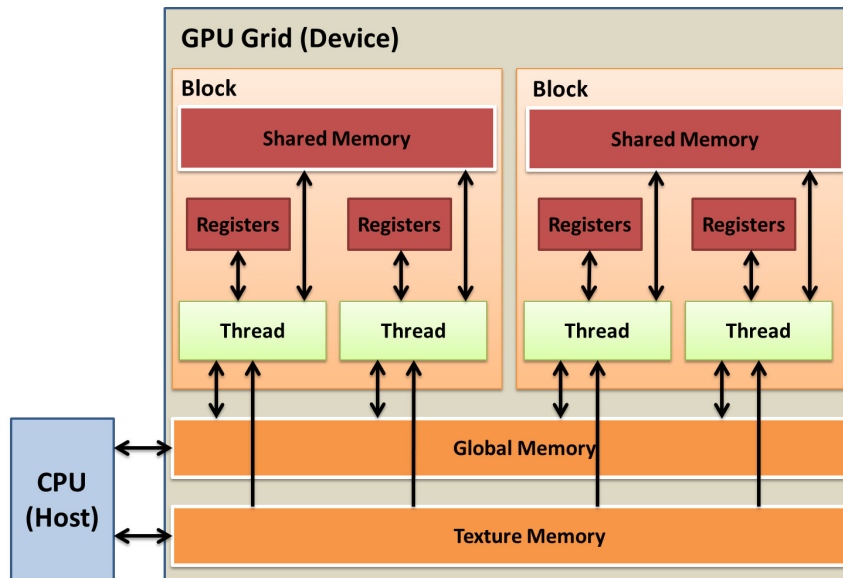 GPU Grid (Device)
Block
Block
Shared Memory
Shared Memory
Registers
Registers
Registers
Registers
Thread
Thread
Thread
Thread
Global Memory
CPU
(Host)
Texture Memory